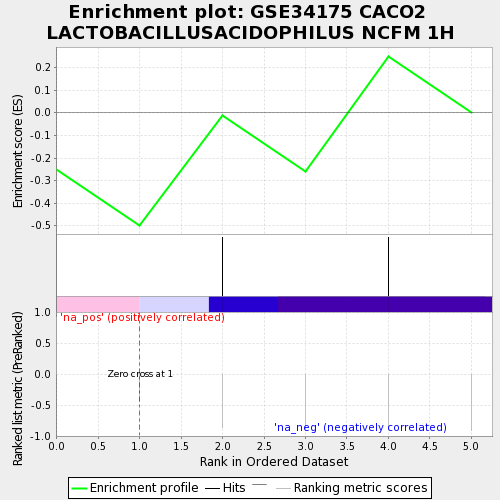 Enrichment plot: GSE34175 CACO2
LACTOBACILLUSACIDOPHILUS NCFM 1H
Enrichment score (ES)
0.2
0.1
0.0
-0.1
-0.2
-0.3
-0.4
-0.5
Ranked list metric (PreRanked)
1.0
0.5
0.0
-0.5
-1.0
'na_pos' (positively correlated)
Zero cross at 1
'na_neg' (negatively correlated)
0.0 0.5 1.0 1.5 2.0 2.5 3.0 3.5 4.0 4.5 5.0
Rank in Ordered Dataset
Enrichment profile Hits Ranking metric scores